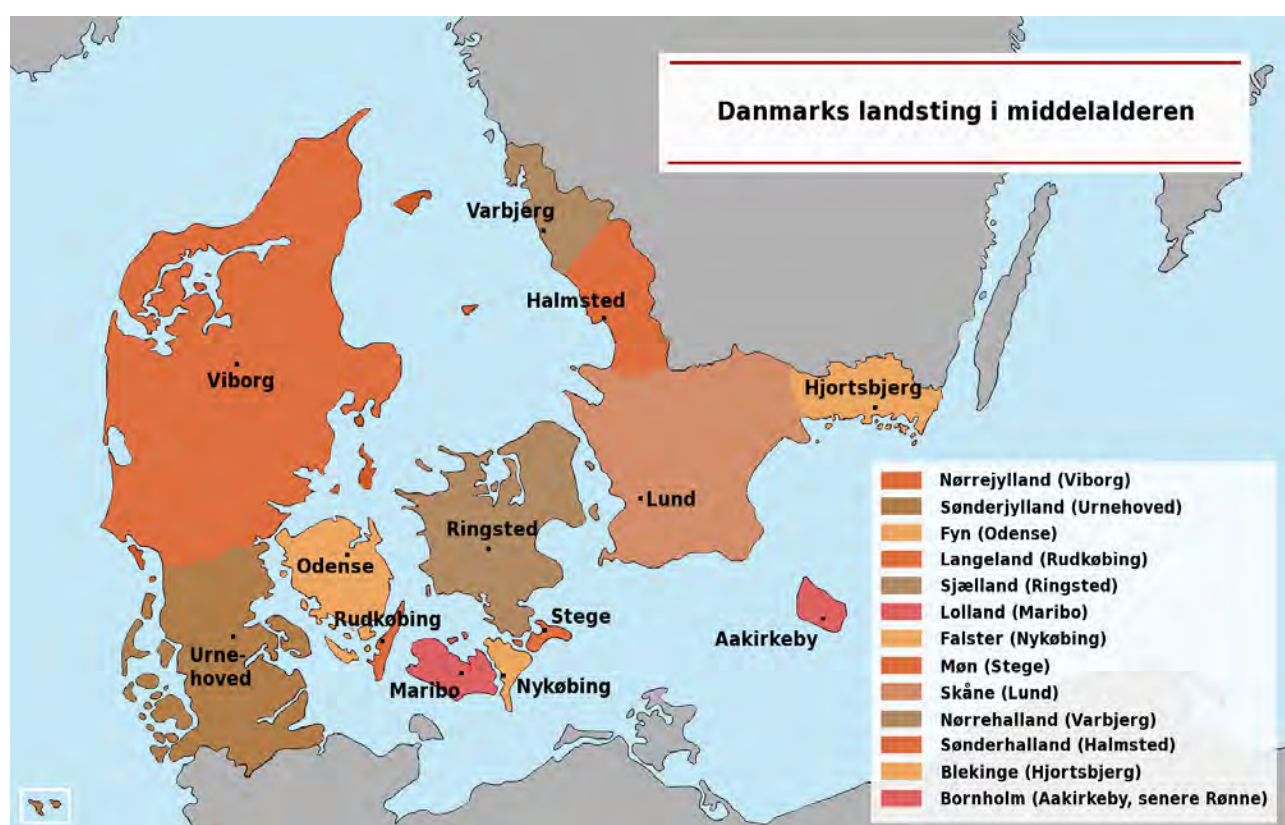 Danmarks landsting i middelalderen
Varbjerg
Halmsted
Viborg
Hjortsbjerg
Lund
Ringsted
Odense
Rudkøbing
Stege
Aakirkeby
Urne-
hoved
Maribo
Nykøbing
Nørrejylland (Viborg)
Sønderjylland (Urnehoved)
Fyn (Odense)
Langeland (Rudkøbing)
Sjælland (Ringsted)
Lolland (Maribo)
Falster (Nykøbing)
Møn (Stege)
Skåne (Lund)
Nørrehalland (Varbjerg)
Sønderhalland (Halmsted)
Blekinge (Hjortsbjerg)
Bornholm (Aakirkeby, senere Rønne)